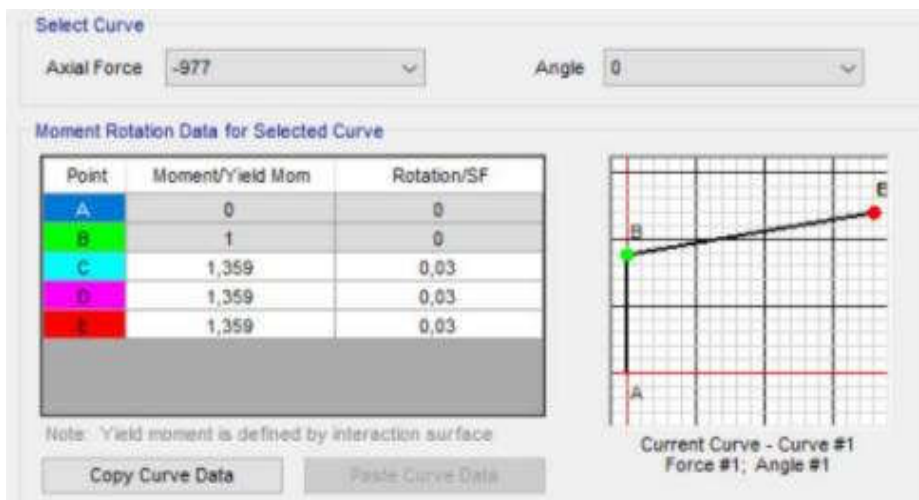 Select Curve
Axial Force -977 Angle 0
Moment Rotation Data for Selected Curve
Point Moment/Yield Mom Rotation/SF
A 0 0
B 1 0
C 1,359 0,03
D 1,359 0,03
E 1,359 0,03
B E
A
Note: Yield moment is defined by interaction surface
Current Curve - Curve #1
Force #1; Angle #1
Copy Curve Data Paste Curve Data